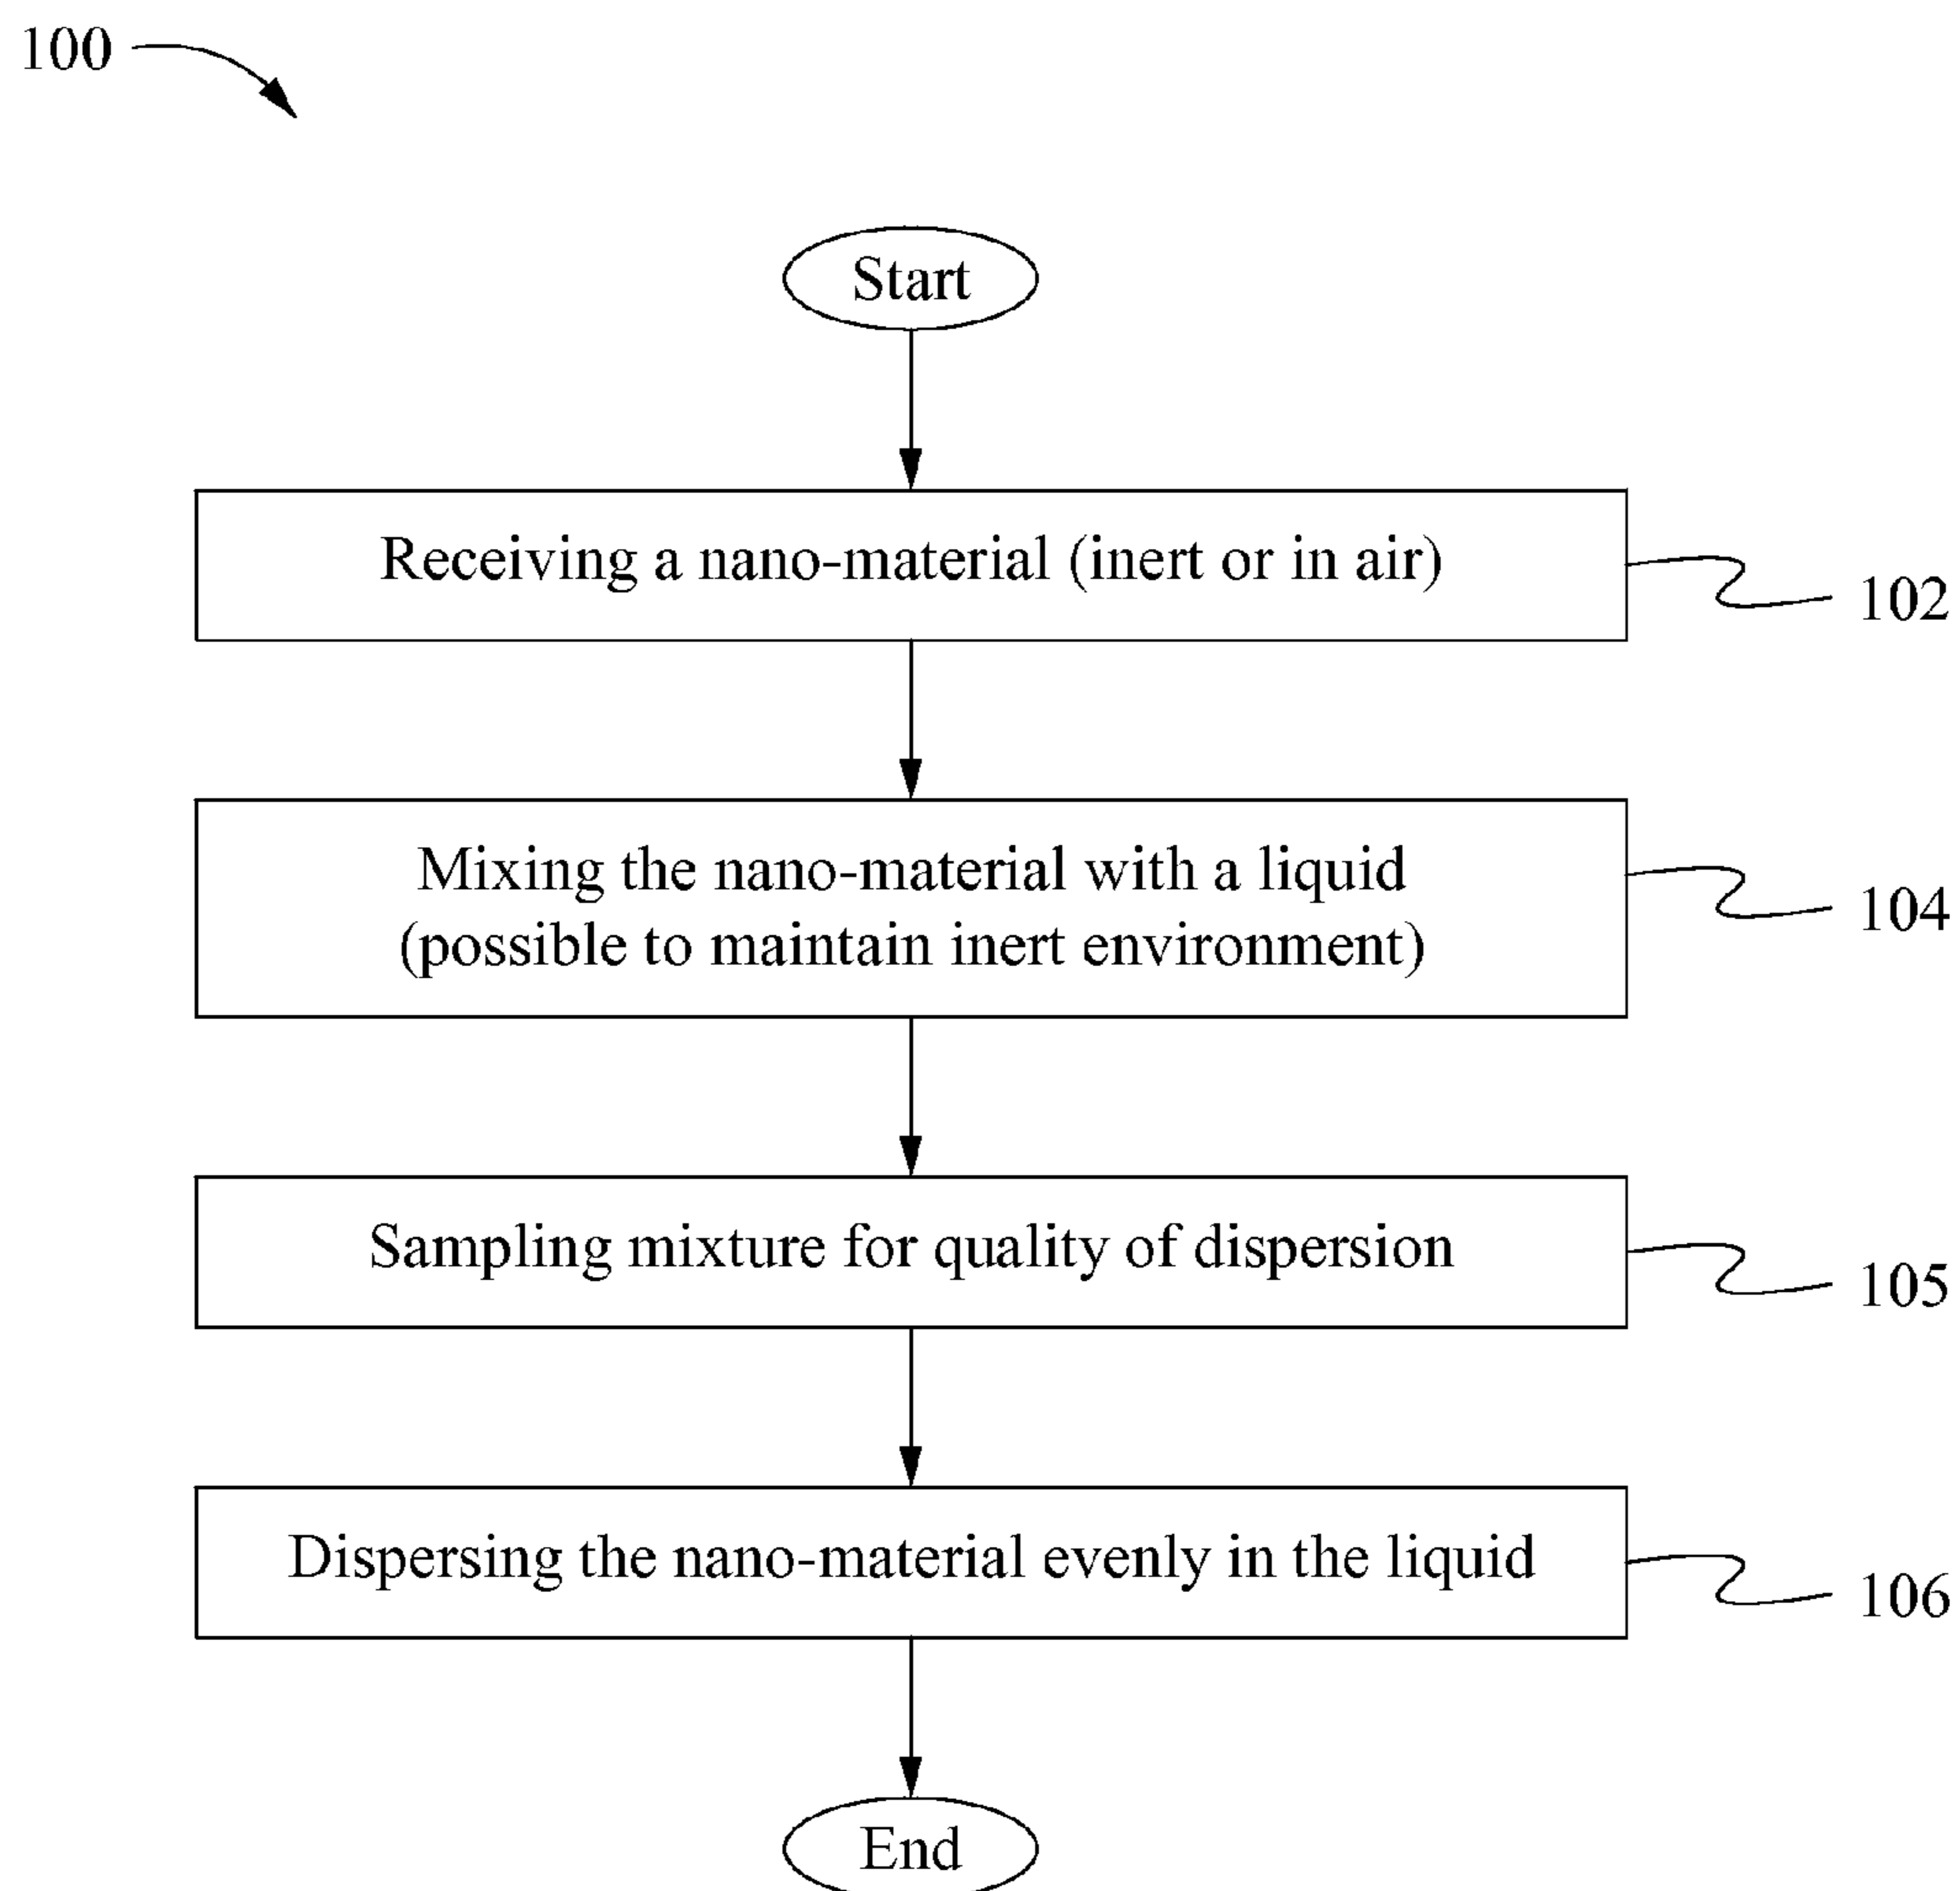 100
Start
Receiving a nano-material (inert or in air)
102
Mixing the nano-material with a liquid
(possible to maintain inert environment)
104
Sampling mixture for quality of dispersion
105
Dispersing the nano-material evenly in the liquid
106
End